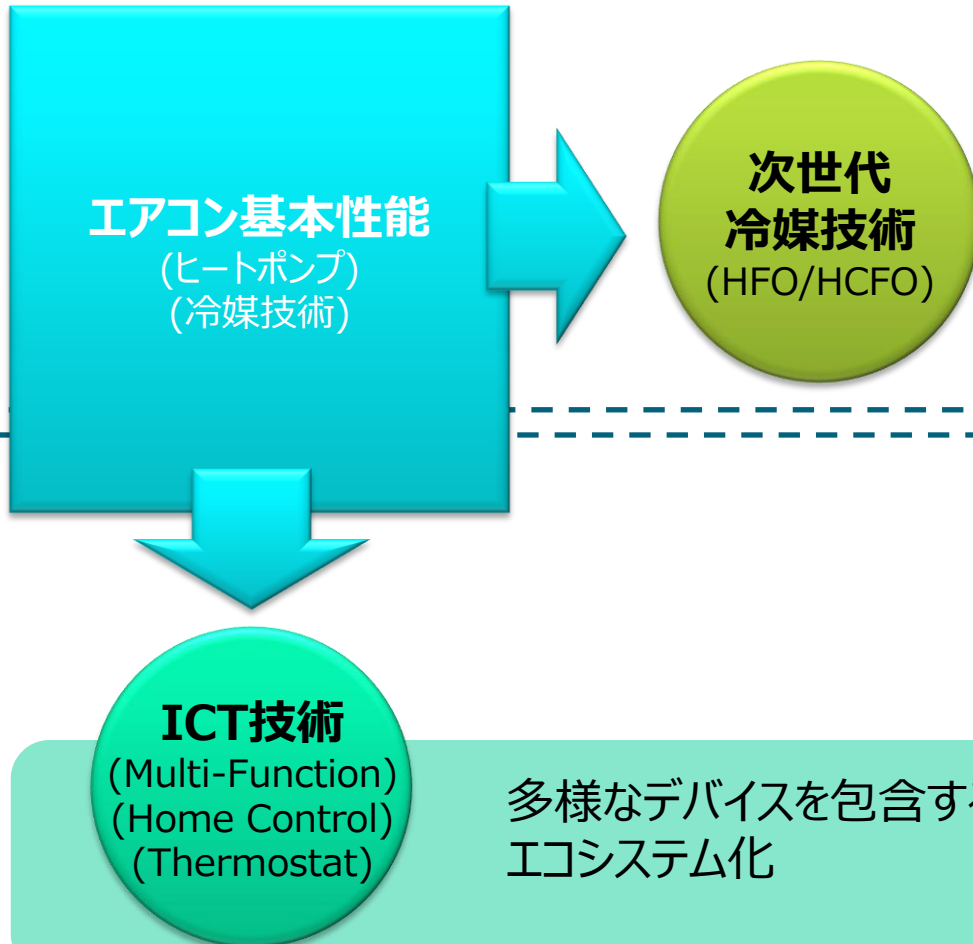 エアコン基本性能
(ヒートポンプ)
(冷媒技術)
次世代
冷媒技術
(HFO/HCFO)
ICT技術
(Multi-Function)
(Home Control)
(Thermostat)
多様なデバイスを包含す
エコシステム化